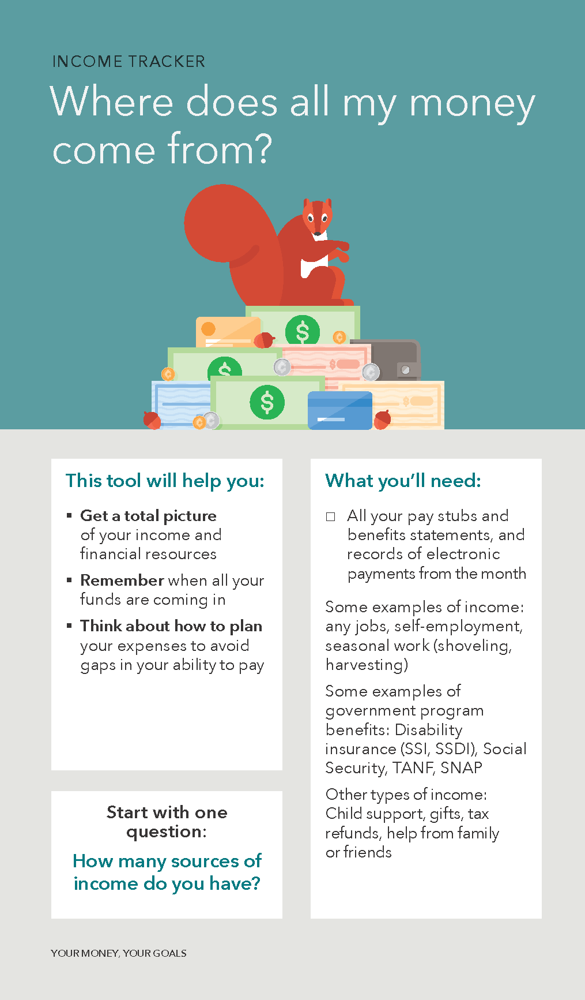 INCOME TRACKER
Where does all my money
come from?
$
$
$
$
$
This tool will help you:
▪ Get a total picture
of your income and
financial resources
▪ Remember when all your
funds are coming in
▪ Think about how to plan
your expenses to avoid
gaps in your ability to pay
Start with one
question:
How many sources of
income do you have?
What you’ll need:
□ All your pay stubs and
benefits statements, and
records of electronic
payments from the month
Some examples of income:
any jobs, self-employment,
seasonal work (shoveling,
harvesting)
Some examples of
government program
benefits: Disability
insurance (SSI, SSDI), Social
Security, TANF, SNAP
Other types of income:
Child support, gifts, tax
refunds, help from family
or friends
YOUR MONEY, YOUR GOALS